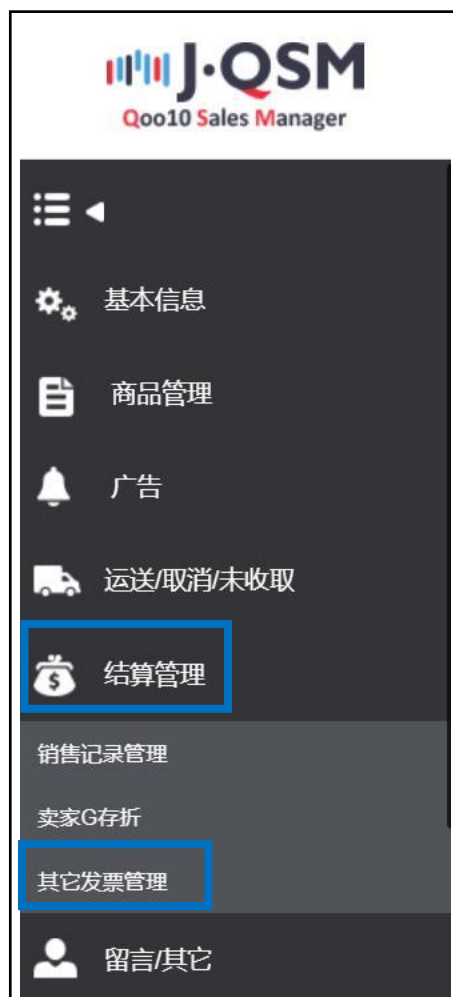 J·QSM
Qoo10 Sales Manager
基本信息
商品管理
广告
运送/取消/未收取
结算管理
销售记录管理
卖家G存折
其它发票管理
留言/其它